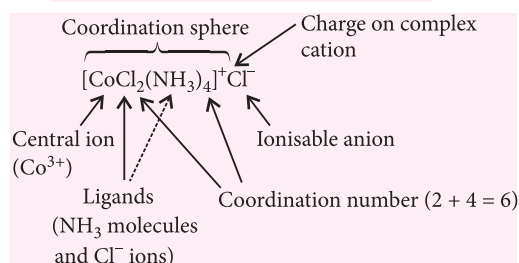 Coordination sphere
Charge on complex
cation
[CoCl₂(NH₃)₄]⁺Cl⁻
Central ion
(Co³⁺)
Ionisable anion
Ligands
(NH₃ molecules
and Cl⁻ ions)
Coordination number (2 + 4 = 6)